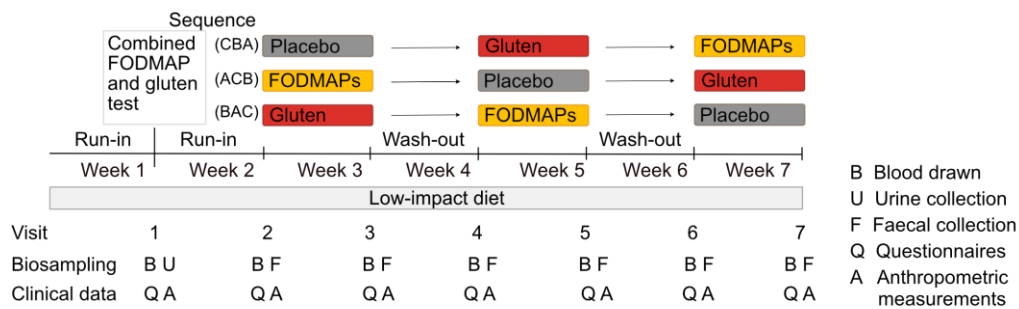 Sequence
Combined FODMAP and gluten test
(CBA) Placebo Gluten FODMAPs
(ACB) FODMAPs Placebo Gluten
(BAC) Gluten FODMAPs Placebo
Run-in Run-in Wash-out Wash-out
Week 1 Week 2 Week 3 Week 4 Week 5 Week 6 Week 7
Low-impact diet
Visit 1 2 3 4 5 6 7
Biosampling B U B F B F B F B F B F B F
Clinical data Q A Q A Q A Q A Q A Q A Q A
B Blood drawn
U Urine collection
F Faecal collection
Q Questionnaires
A Anthropometric
measurements